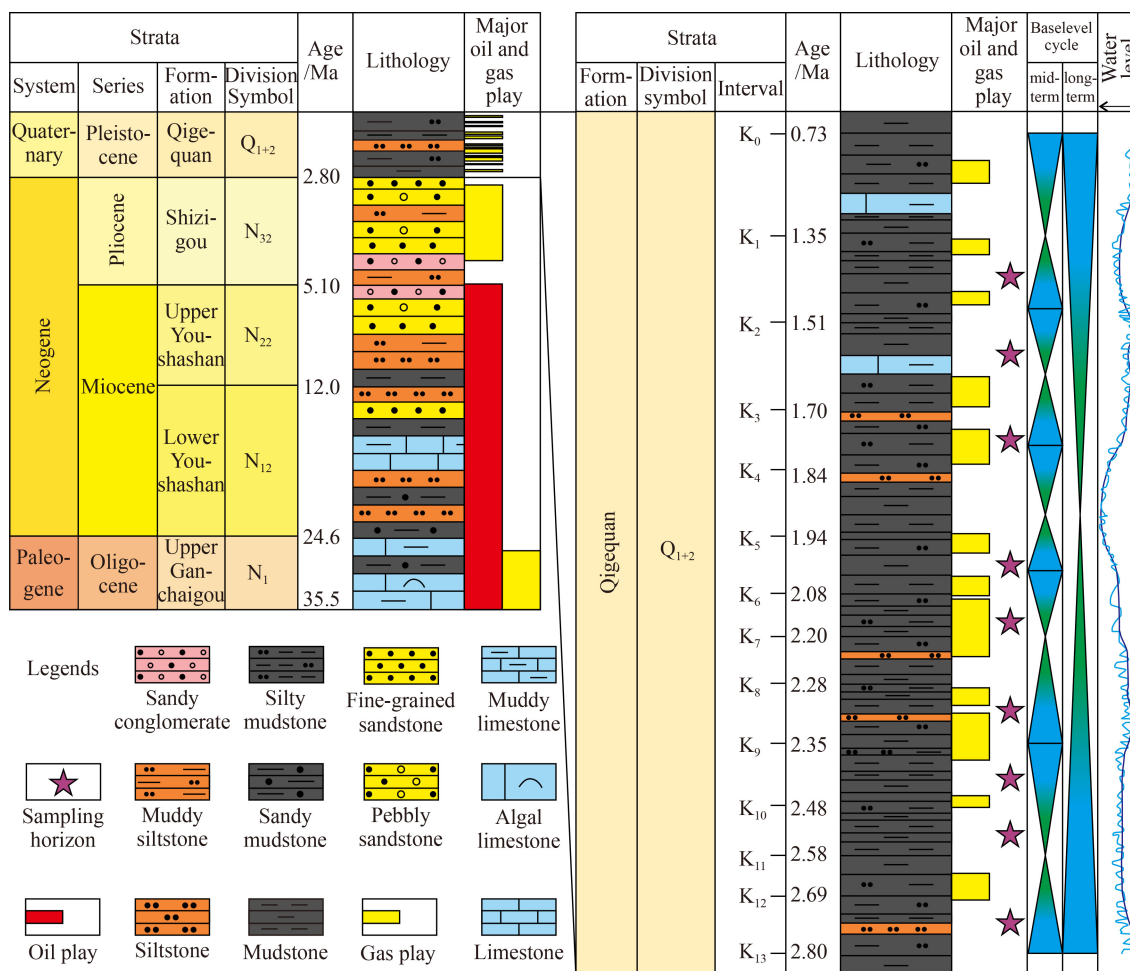 Strata
Age
/Ma
Lithology
Major
oil and
gas
play
System
Series
Form-
ation
Division
Symbol
Quater-
nary
Pleisto-
cene
Qige-
quan
Q1+2
2.80
Neogene
Pliocene
Shizi-
gou
N32
5.10
Miocene
Upper
You-
shashan
N22
12.0
Lower
You-
shashan
N12
24.6
Paleo-
gene
Oligo-
cene
Upper
Gan-
chaigou
N1
35.5
Legends
Sandy
conglomerate
Silty
mudstone
Fine-grained
sandstone
Muddy
limestone
Sampling
horizon
Muddy
siltstone
Sandy
mudstone
Pebbly
sandstone
Algal
limestone
Oil play
Siltstone
Mudstone
Gas play
Limestone
Strata
Age
/Ma
Lithology
Major
oil and
gas
play
Baselevel
cycle
Water
level
Form-
ation
Division
symbol
Interval
mid-
term
long-
term
Qigequan
Q1+2
K0 0.73
K1 1.35
K2 1.51
K3 1.70
K4 1.84
K5 1.94
K6 2.08
K7 2.20
K8 2.28
K9 2.35
K10 2.48
K11 2.58
K12 2.69
K13 2.80